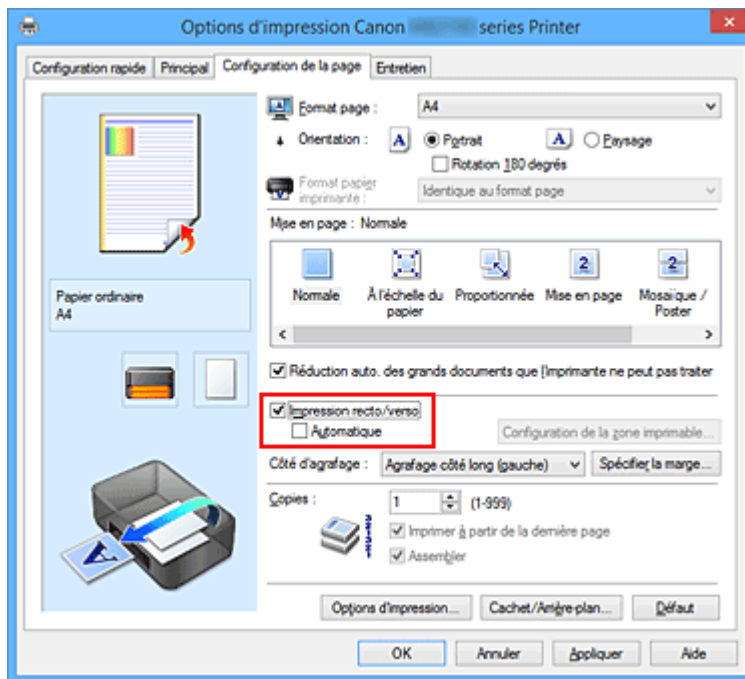 Options d'impression Canon series Printer
Configuration rapide Principal Configuration de la page Entretien
Format page : A4
Orientation : A Portrait A Paysage
Rotation 180 degrés
Format papier imprimante : Identique au format page
Mise en page : Normale
Normale À l'échelle du papier Proportionnée 2 Mise en page 2 Mosaïque / Poster
Papier ordinaire
A4
Réduction auto. des grands documents que l'imprimante ne peut pas traiter
Impression recto/verso
Automatique Configuration de la zone imprimable...
Côté d'agrafage : Agrafage côté long (gauche) Spécifier la marge...
Copies : 1 (1-999)
Imprimer à partir de la dernière page
Assembler
A
Options d'impression... Cachet/Arrière-plan... Défaut
OK Annuler Appliquer Aide